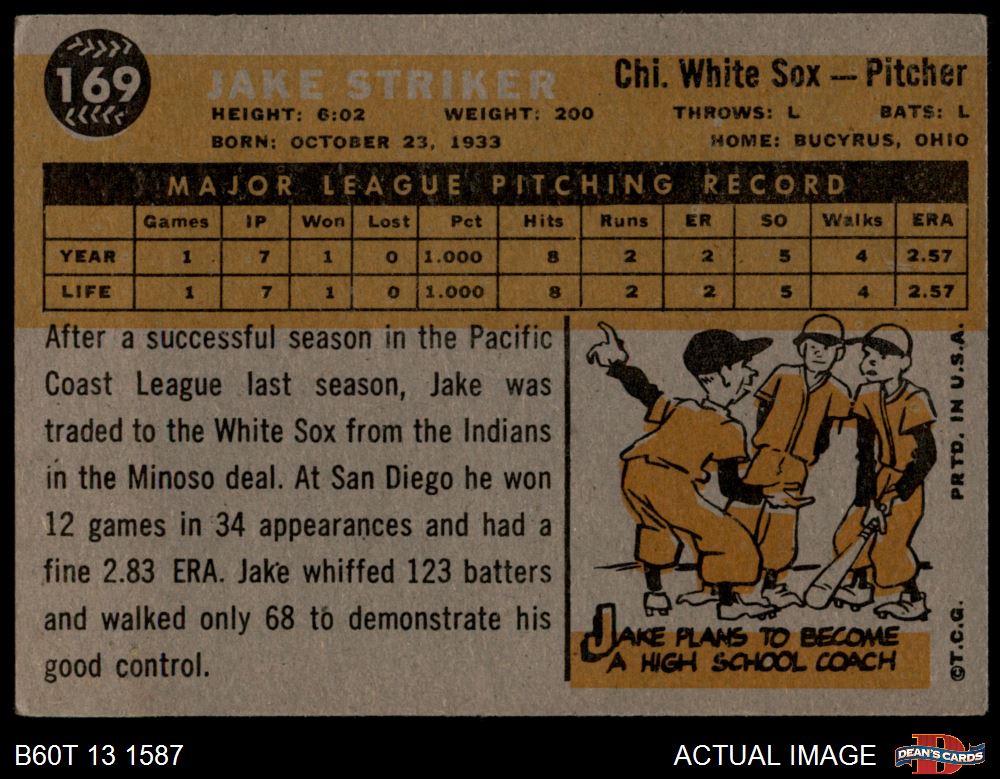 169
JAKE STRIKER
Chi. White Sox — Pitcher
HEIGHT: 6:02 WEIGHT: 200 THROWS: L BATS: L
BORN: OCTOBER 23, 1933 HOME: BUCYRUS, OHIO
MAJOR LEAGUE PITCHING RECORD
Games IP Won Lost Pct Hits Runs ER SO Walks ERA
YEAR 1 7 1 0 1.000 8 2 2 5 4 2.57
LIFE 1 7 1 0 1.000 8 2 2 5 4 2.57
After a successful season in the Pacific
Coast League last season, Jake was
traded to the White Sox from the Indians
in the Minoso deal. At San Diego he won
12 games in 34 appearances and had a
fine 2.83 ERA. Jake whiffed 123 batters
and walked only 68 to demonstrate his
good control.
JAKE PLANS TO BECOME
A HIGH SCHOOL COACH
©T.C.G. PRTD. IN U.S.A.
B60T 13 1587
ACTUAL IMAGE
DEAN'S CARDS